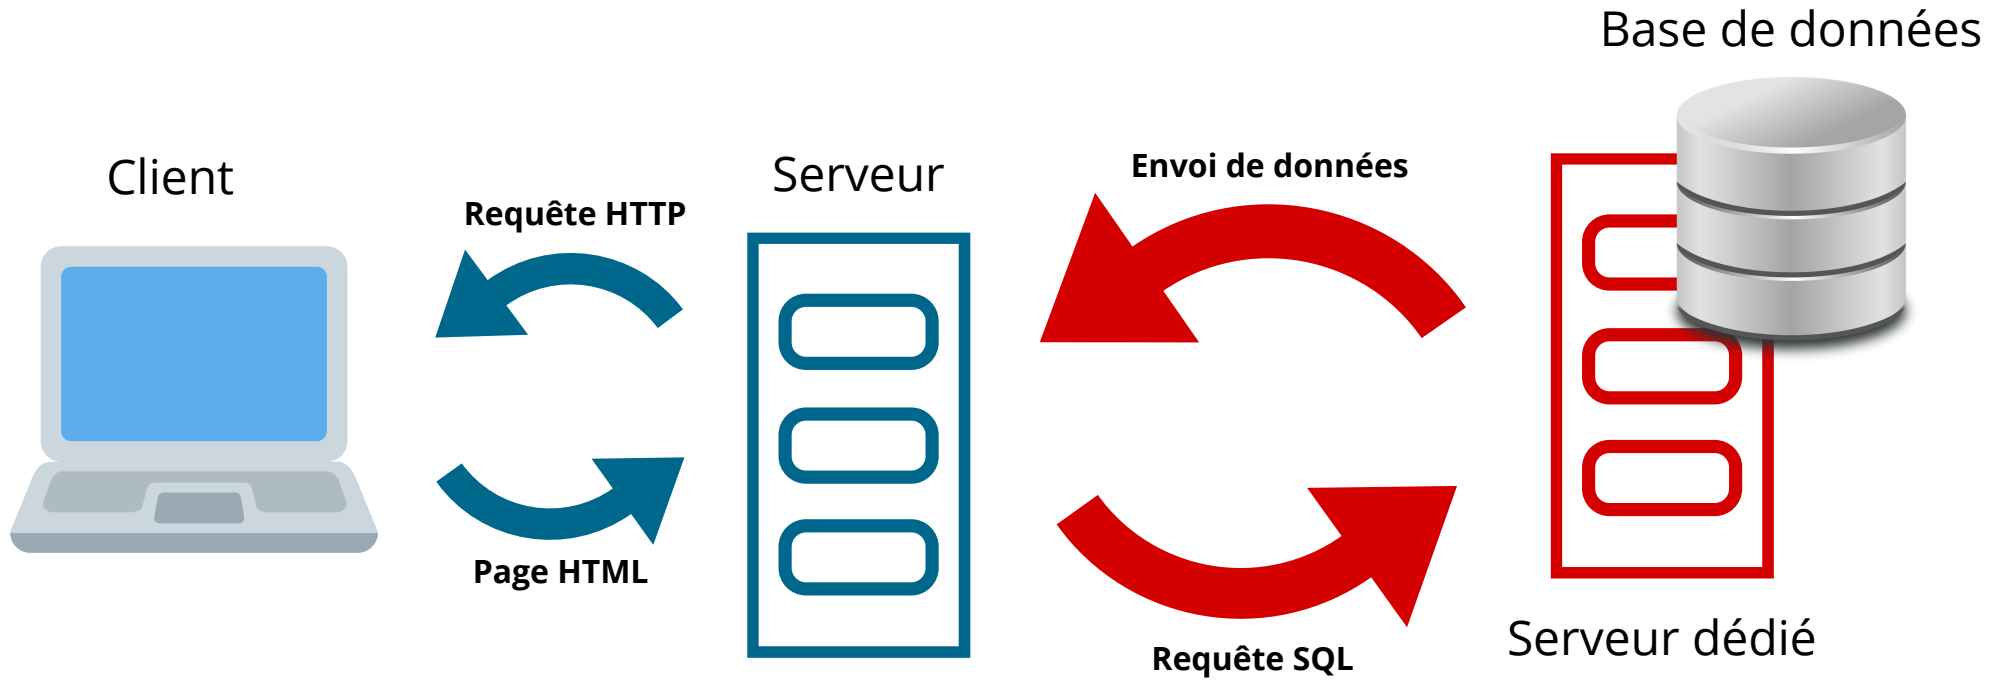 Base de données
Client
Serveur
Envoi de données
Requête HTTP
Page HTML
Requête SQL
Serveur dédié